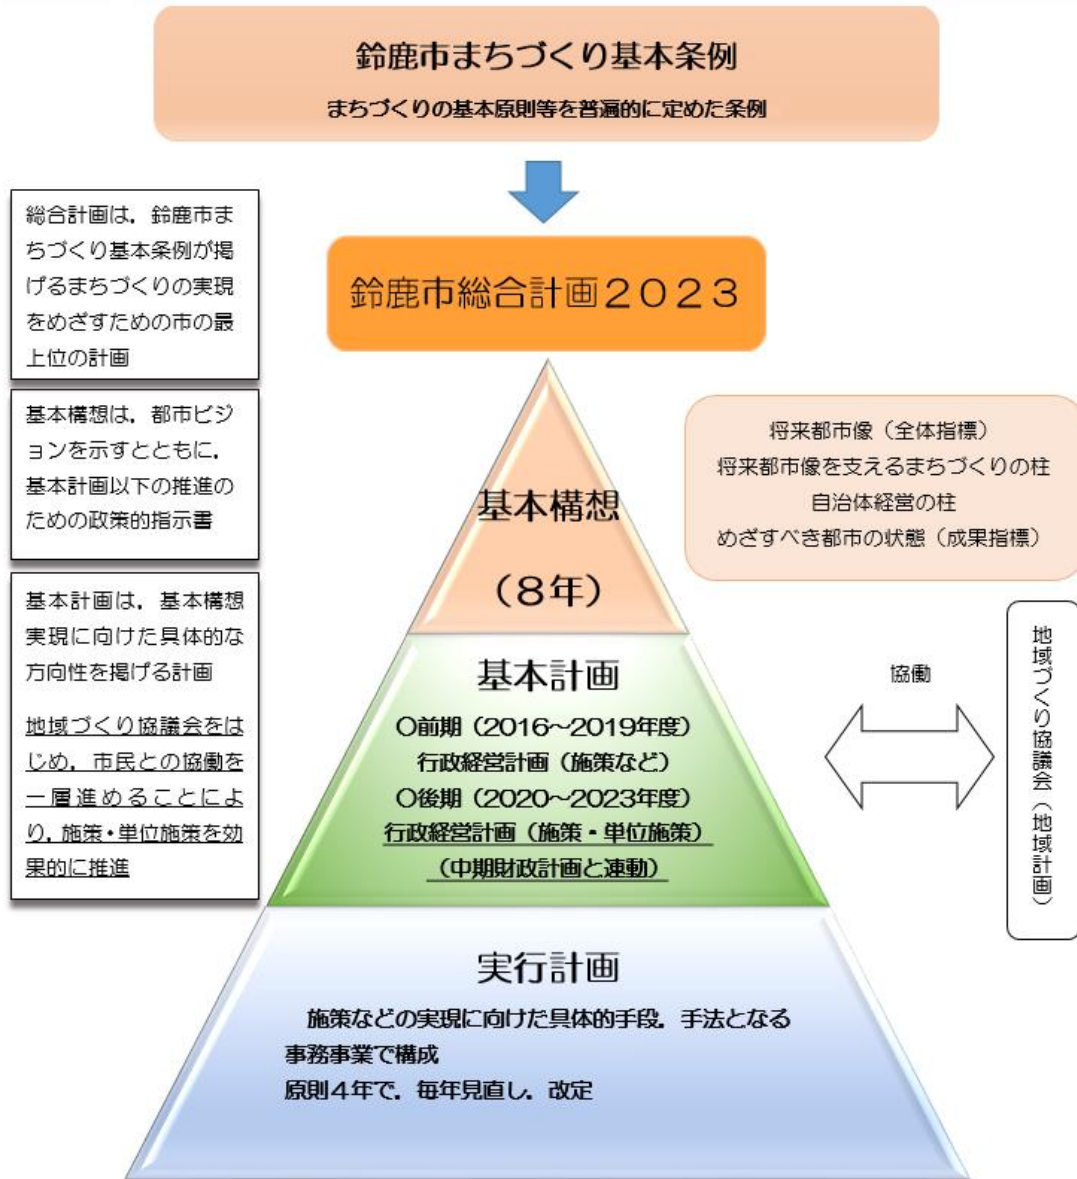 鈴鹿市まちづくり基本条例
まちづくりの基本原則等を普遍的に定めた条例
鈴鹿市総合計画２０２３
総合計画は，鈴鹿市ま
ちづくり基本条例が掲
げるまちづくりの実現
をめざすための市の最
上位の計画
基本構想は，都市ビジ
ョンを示すとともに，
基本計画以下の推進の
ための政策的指示書
基本計画は，基本構想
実現に向けた具体的な
方向性を掲げる計画
地域づくり協議会をは
じめ，市民との協働を
一層進めることによ
り，施策・単位施策を効
果的に推進
基本構想
（８年）
将来都市像（全体指標）
将来都市像を支えるまちづくりの柱
自治体経営の柱
めざすべき都市の状態（成果指標）
基本計画
〇前期（2016～2019年度）
行政経営計画（施策など）
〇後期（2020～2023年度）
行政経営計画（施策・単位施策）
（中期財政計画と連動）
協働
地域づくり協議会（地域計画）
実行計画
施策などの実現に向けた具体的手段，手法となる
事務事業で構成
原則４年で，毎年見直し，改定